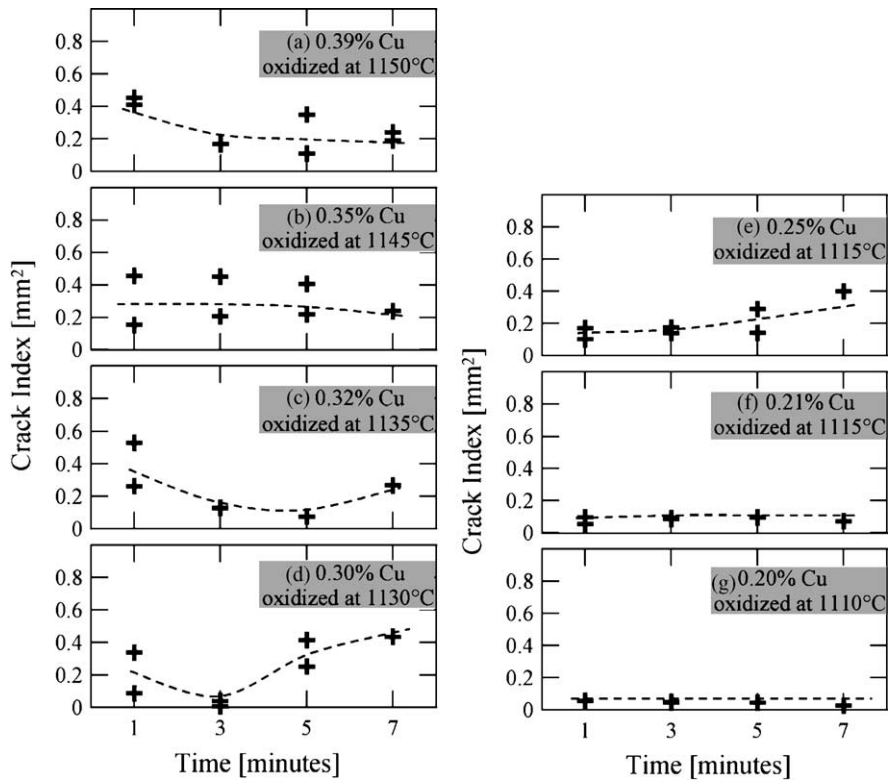 Crack Index [mm²]
0.8
0.6
0.4
0.2
0
(a) 0.39% Cu
oxidized at 1150°C
0.8
0.6
0.4
0.2
0
(b) 0.35% Cu
oxidized at 1145°C
0.8
0.6
0.4
0.2
0
(c) 0.32% Cu
oxidized at 1135°C
0.8
0.6
0.4
0.2
0
(d) 0.30% Cu
oxidized at 1130°C
1 3 5 7
Time [minutes]
Crack Index [mm²]
0.8
0.6
0.4
0.2
0
(e) 0.25% Cu
oxidized at 1115°C
0.8
0.6
0.4
0.2
0
(f) 0.21% Cu
oxidized at 1115°C
0.8
0.6
0.4
0.2
0
(g) 0.20% Cu
oxidized at 1110°C
1 3 5 7
Time [minutes]